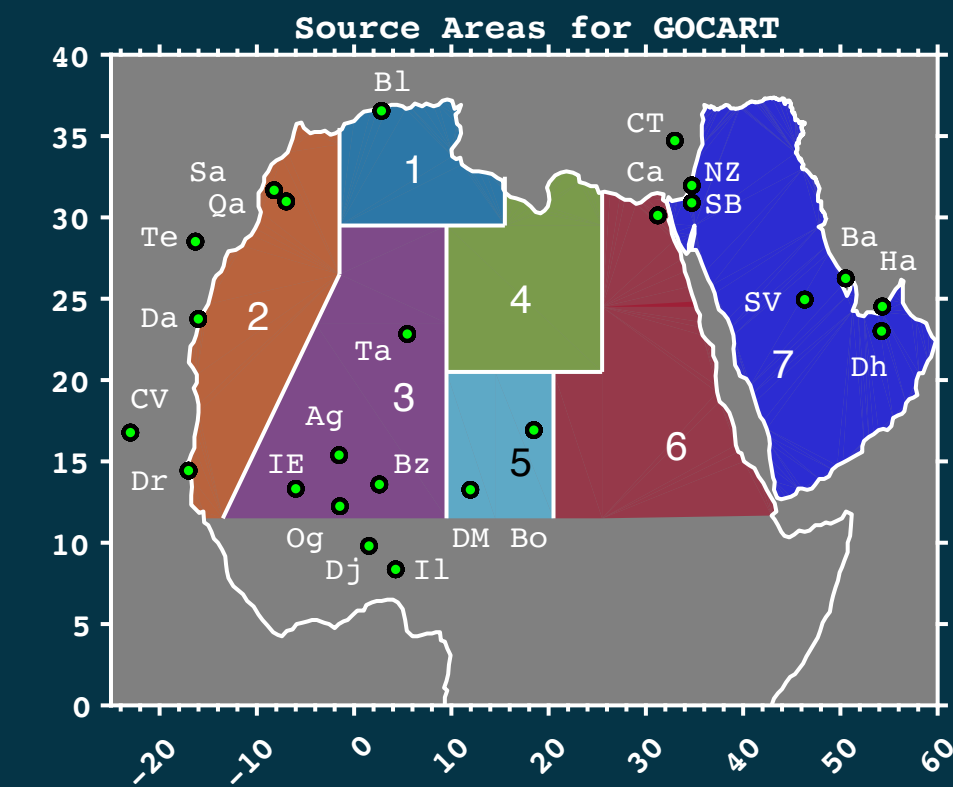 Source Areas for GOCART
40
Bl
35
CT
1
Sa
Ca
NZ
Qa
SB
30
Te
Ba
Ha
25
4
SV
Da
2
Ta
7
Dh
20
CV
3
Ag
6
15
IE
Bz
5
Dr
10
Og
DM
Bo
Dj
Il
5
0
-20
-10
0
10
20
30
40
50
60